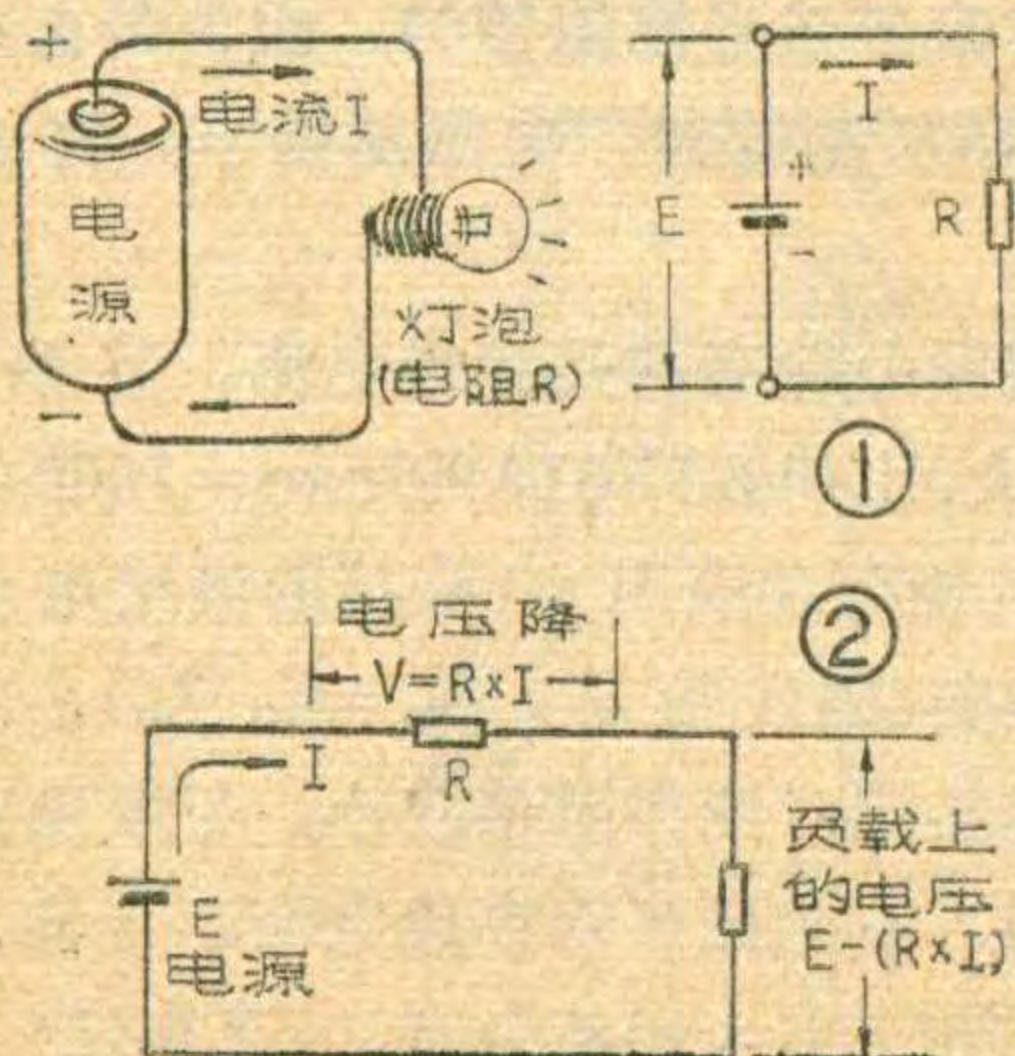 +
电流I
电源
-
灯泡
(电阻R)
E
I
+
-
R
①
②
电压降
V=R×I
I
R
E
电源
负载上
的电压
E-(R×I)